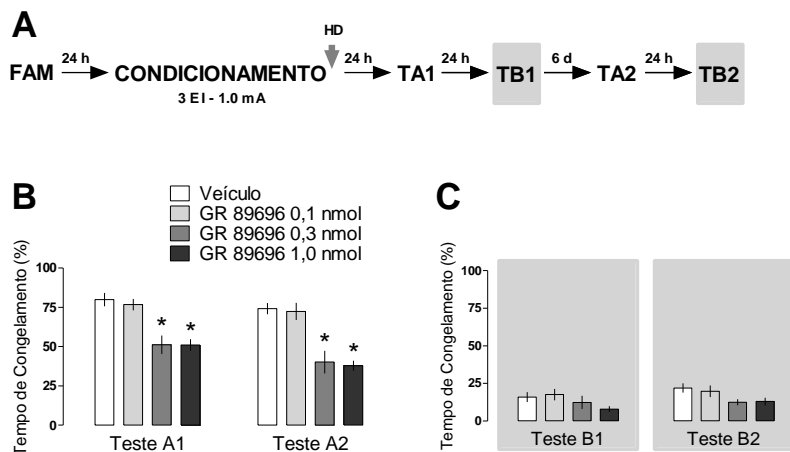 A
HD
FAM 24 h CONDICIONAMENTO 24 h TA1 24 h TB1 6 d TA2 24 h TB2
3 EI - 1.0 mA
B
Veículo
GR 89696 0,1 nmol
GR 89696 0,3 nmol
GR 89696 1,0 nmol
Tempo de Congelamento (%)
100
75
50
25
0
* *
* *
Teste A1 Teste A2
C
Tempo de Congelamento (%)
100
75
50
25
0
Teste B1 Teste B2